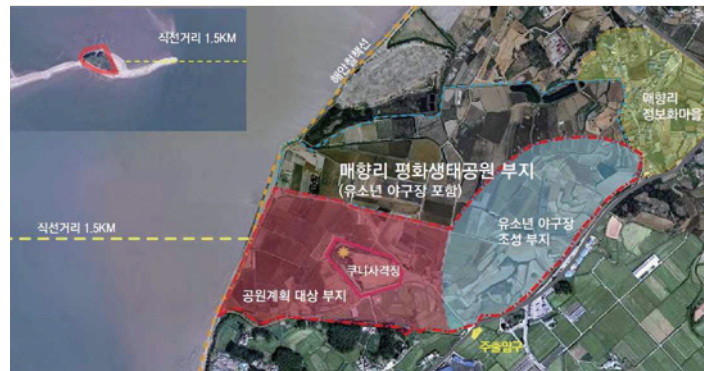 직선거리 1.5KM
해안철책선
매향리
정보화마을
매향리 평화생태공원 부지
(유소년 야구장 포함)
유소년 야구장
조성 부지
직선거리 1.5KM
쿠니사격장
공원계획 대상 부지
주출입구